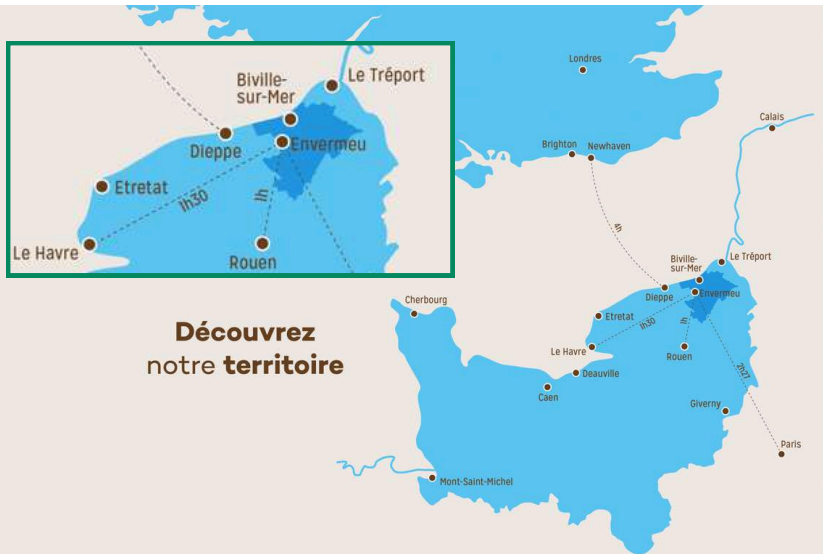 Biville-
sur-Mer
Le Tréport
Dieppe
Envermeu
Etretat
1h30
1h
Le Havre
Rouen
Découvrez
notre territoire
Londres
Calais
Brighton
Newhaven
4h
Biville-
sur-Mer
Le Tréport
Envermeu
Dieppe
Cherbourg
Etretat
1h30
1h
Le Havre
Rouen
2h27
Deauville
Caen
Giverny
Paris
Mont-Saint-Michel